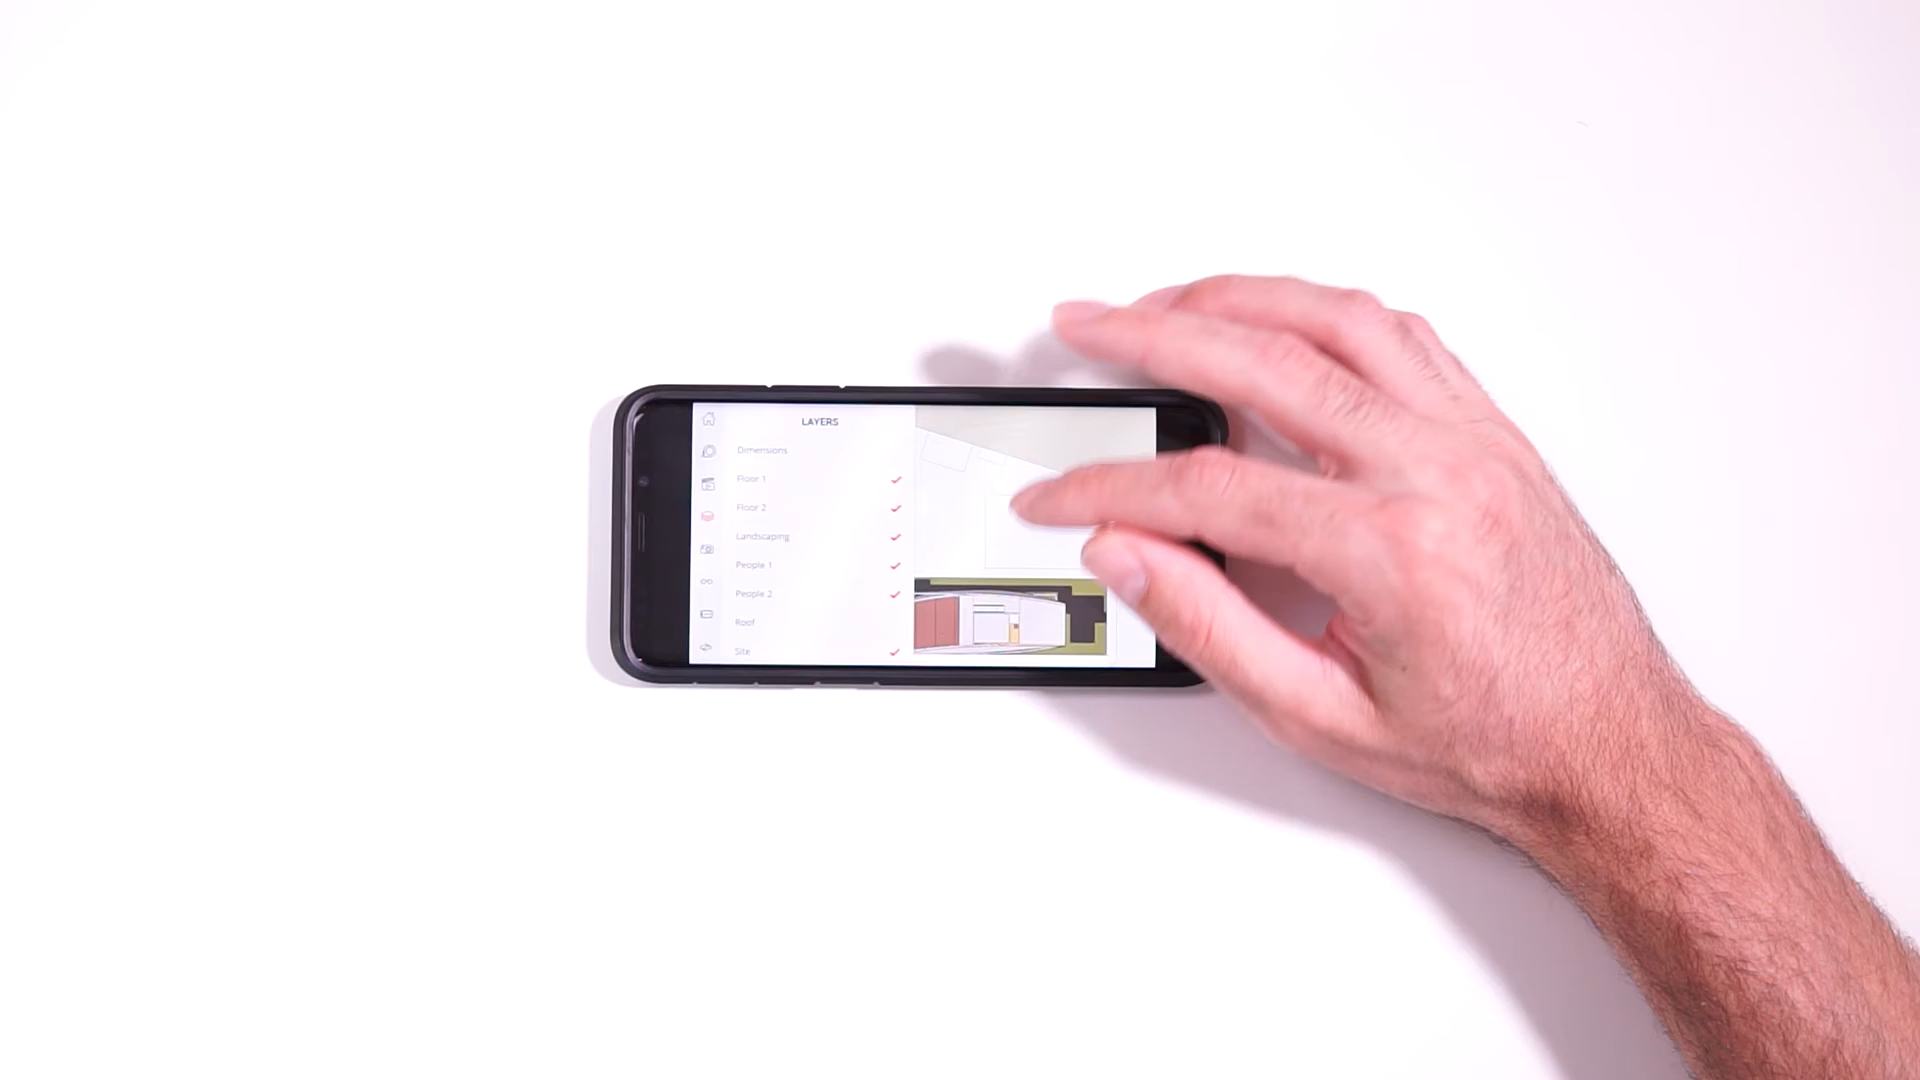 LAYERS
Dimensions
Floor 1
Floor 2
Landscaping
People 1
People 2
Roof
Site